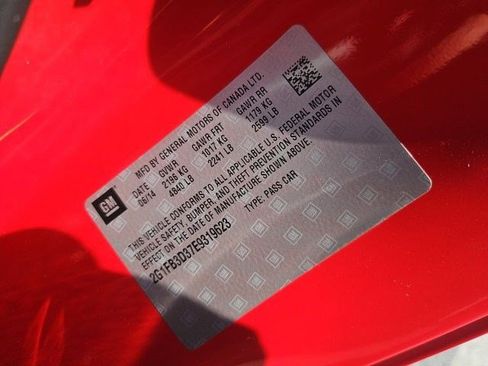 MFD BY GENERAL MOTORS OF CANADA LTD.
DATE GVWR GAWR FRT GAWR RR
06/14 2196 KG 1017 KG 1179 KG
4840 LB 2241 LB 2599 LB
GM
THIS VEHICLE CONFORMS TO ALL APPLICABLE U.S. FEDERAL MOTOR
VEHICLE SAFETY, BUMPER, AND THEFT PREVENTION STANDARDS IN
EFFECT ON THE DATE OF MANUFACTURE SHOWN ABOVE.
2G1FB3D37E9319623 TYPE: PASS CAR